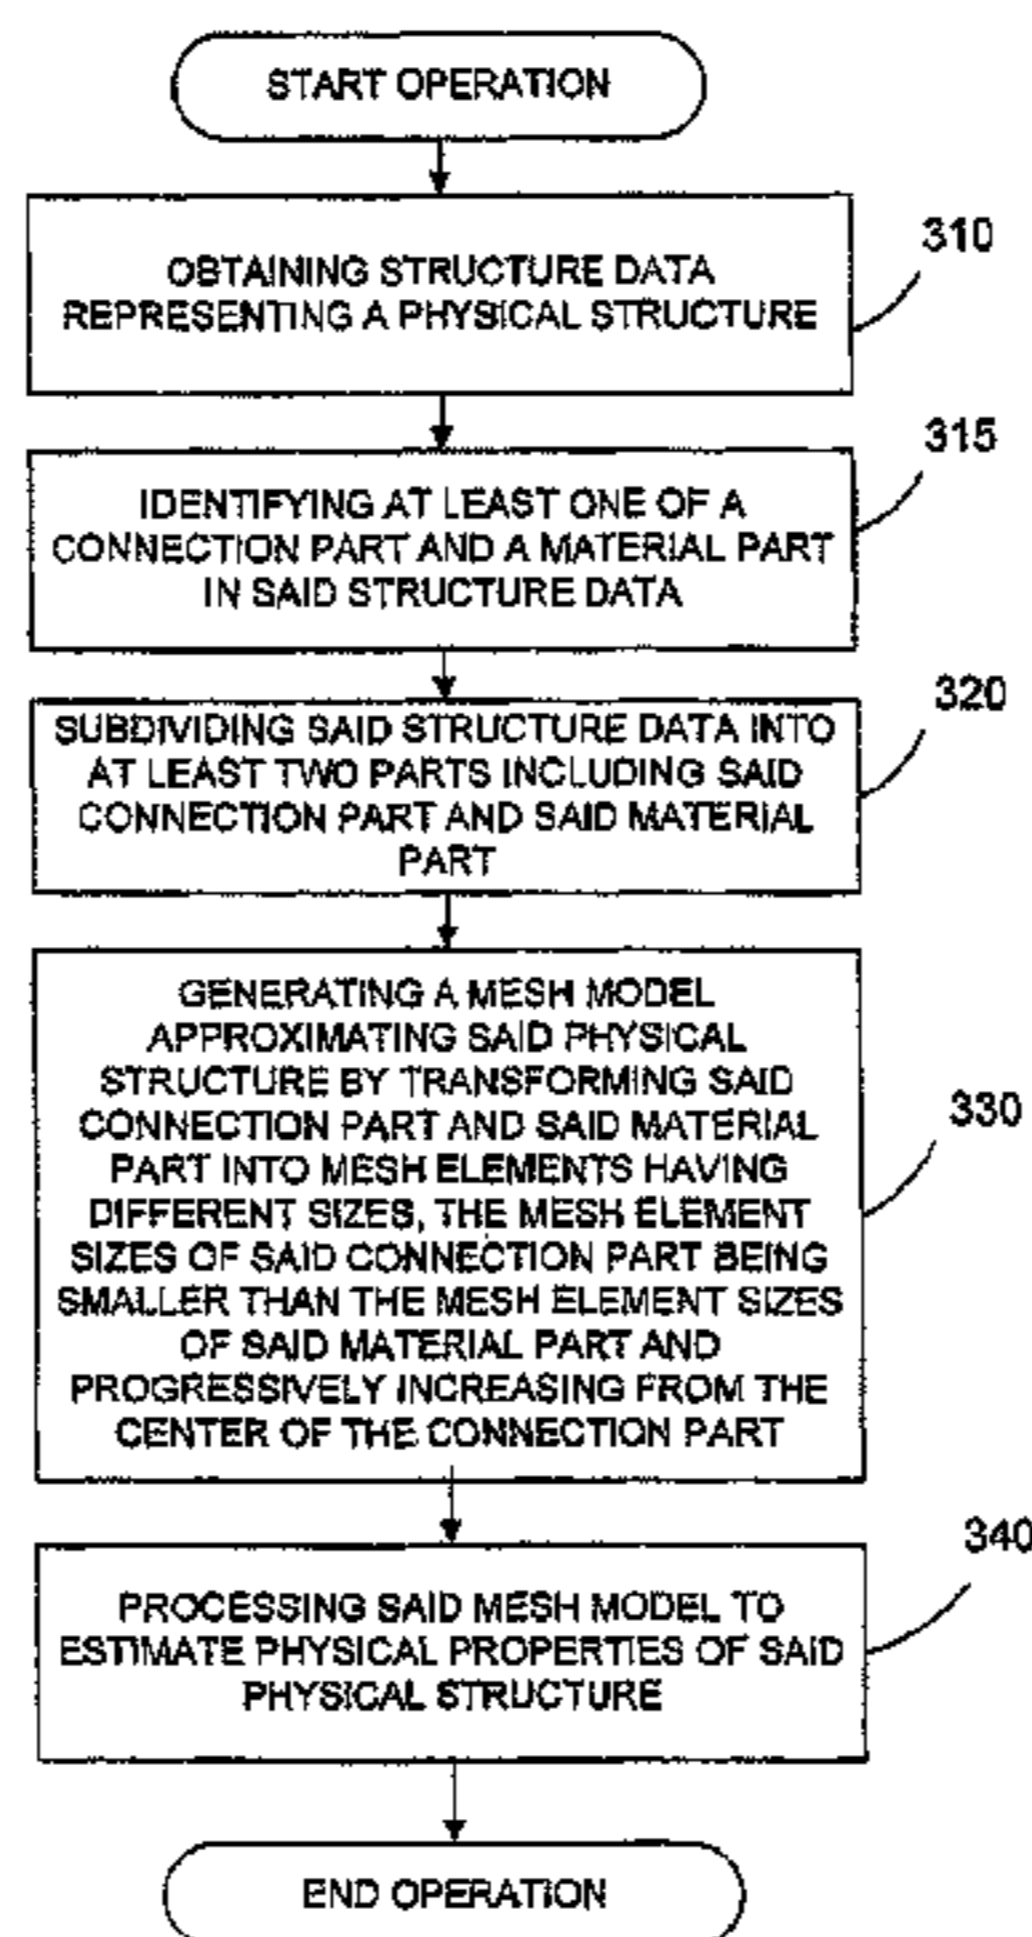 START OPERATION
OBTAINING STRUCTURE DATA
REPRESENTING A PHYSICAL STRUCTURE
310
IDENTIFYING AT LEAST ONE OF A
CONNECTION PART AND A MATERIAL PART
IN SAID STRUCTURE DATA
315
SUBDIVIDING SAID STRUCTURE DATA INTO
AT LEAST TWO PARTS INCLUDING SAID
CONNECTION PART AND SAID MATERIAL
PART
320
GENERATING A MESH MODEL
APPROXIMATING SAID PHYSICAL
STRUCTURE BY TRANSFORMING SAID
CONNECTION PART AND SAID MATERIAL
PART INTO MESH ELEMENTS HAVING
DIFFERENT SIZES, THE MESH ELEMENT
SIZES OF SAID CONNECTION PART BEING
SMALLER THAN THE MESH ELEMENT SIZES
OF SAID MATERIAL PART AND
PROGRESSIVELY INCREASING FROM THE
CENTER OF THE CONNECTION PART
330
PROCESSING SAID MESH MODEL TO
ESTIMATE PHYSICAL PROPERTIES OF SAID
PHYSICAL STRUCTURE
340
END OPERATION